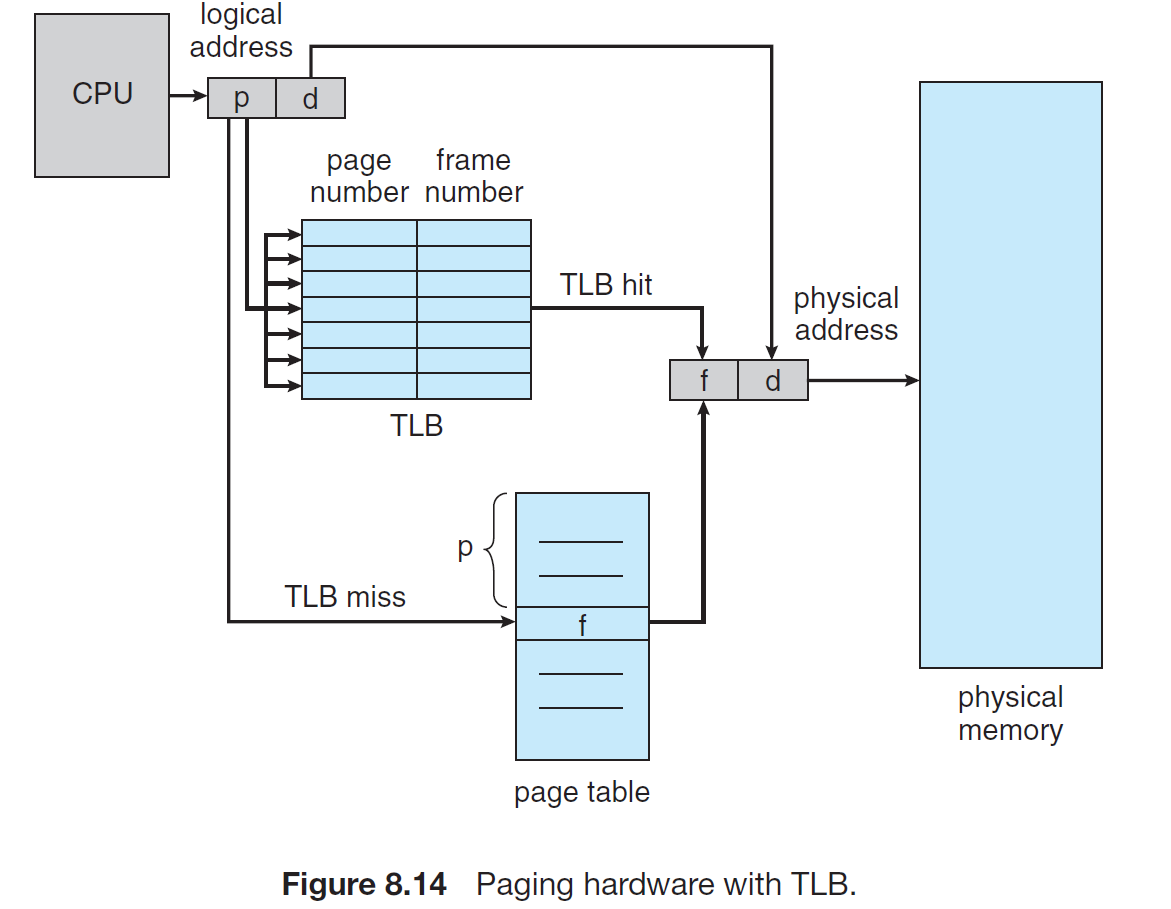 logical
address
CPU
p
d
page
number
frame
number
TLB hit
physical
address
f
d
TLB
p
TLB miss
f
physical
memory
page table
Figure 8.14 Paging hardware with TLB.